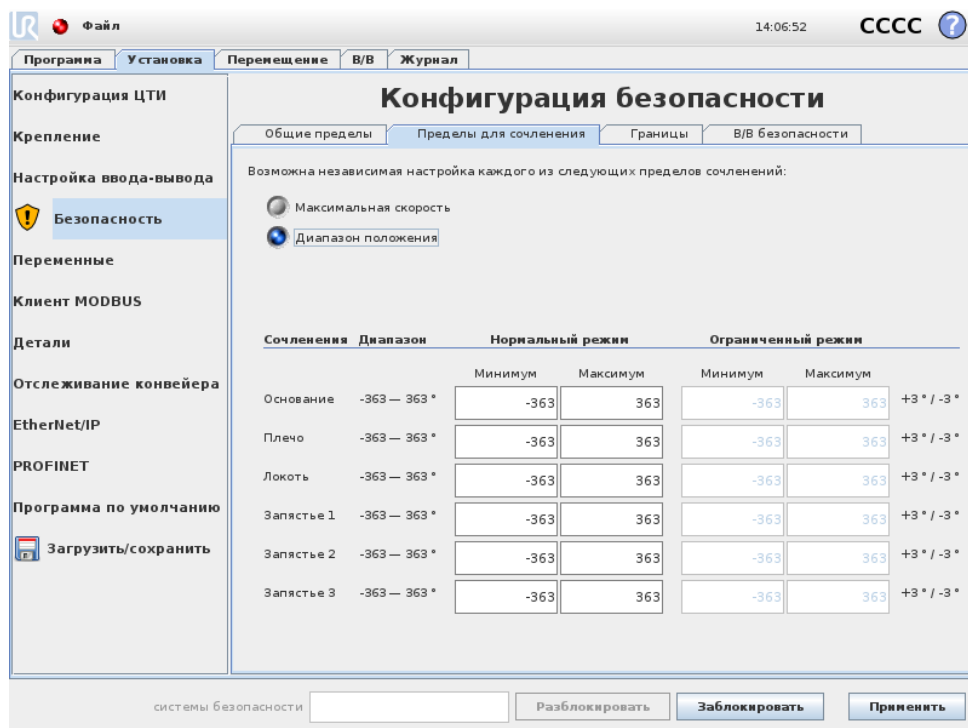 UR Файл 14:06:52 CCCC ?
Программа Установка Перемещение В/В Журнал
Конфигурация ЦТИ
Крепление
Настройка ввода-вывода
Безопасность
Переменные
Клиент MODBUS
Детали
Отслеживание конвейера
EtherNet/IP
PROFINET
Программа по умолчанию
Загрузить/сохранить
Конфигурация безопасности
Общие пределы Пределы для сочленения Границы В/В безопасности
Возможна независимая настройка каждого из следующих пределов сочленений:
Максимальная скорость
Диапазон положения
Сочленения Диапазон Нормальный режим Ограниченный режим
Минимум Максимум Минимум Максимум
Основание -363 — 363 ° -363 363 -363 363 +3 ° / -3 °
Плечо -363 — 363 ° -363 363 -363 363 +3 ° / -3 °
Локоть -363 — 363 ° -363 363 -363 363 +3 ° / -3 °
Запястье 1 -363 — 363 ° -363 363 -363 363 +3 ° / -3 °
Запястье 2 -363 — 363 ° -363 363 -363 363 +3 ° / -3 °
Запястье 3 -363 — 363 ° -363 363 -363 363 +3 ° / -3 °
системы безопасности Разблокировать Заблокировать Применить